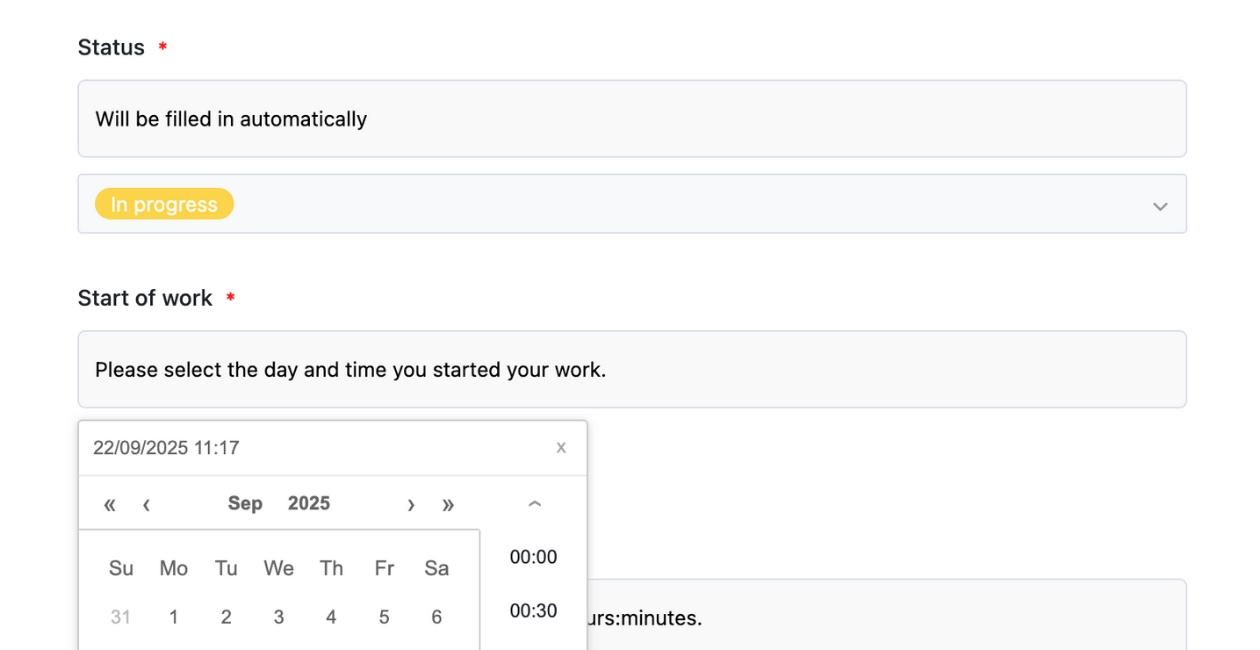 Status *
Will be filled in automatically
In progress
Start of work *
Please select the day and time you started your work.
22/09/2025 11:17 x
« ‹ Sep 2025 › »
Su Mo Tu We Th Fr Sa
00:00
31 1 2 3 4 5 6
00:30
:minutes.